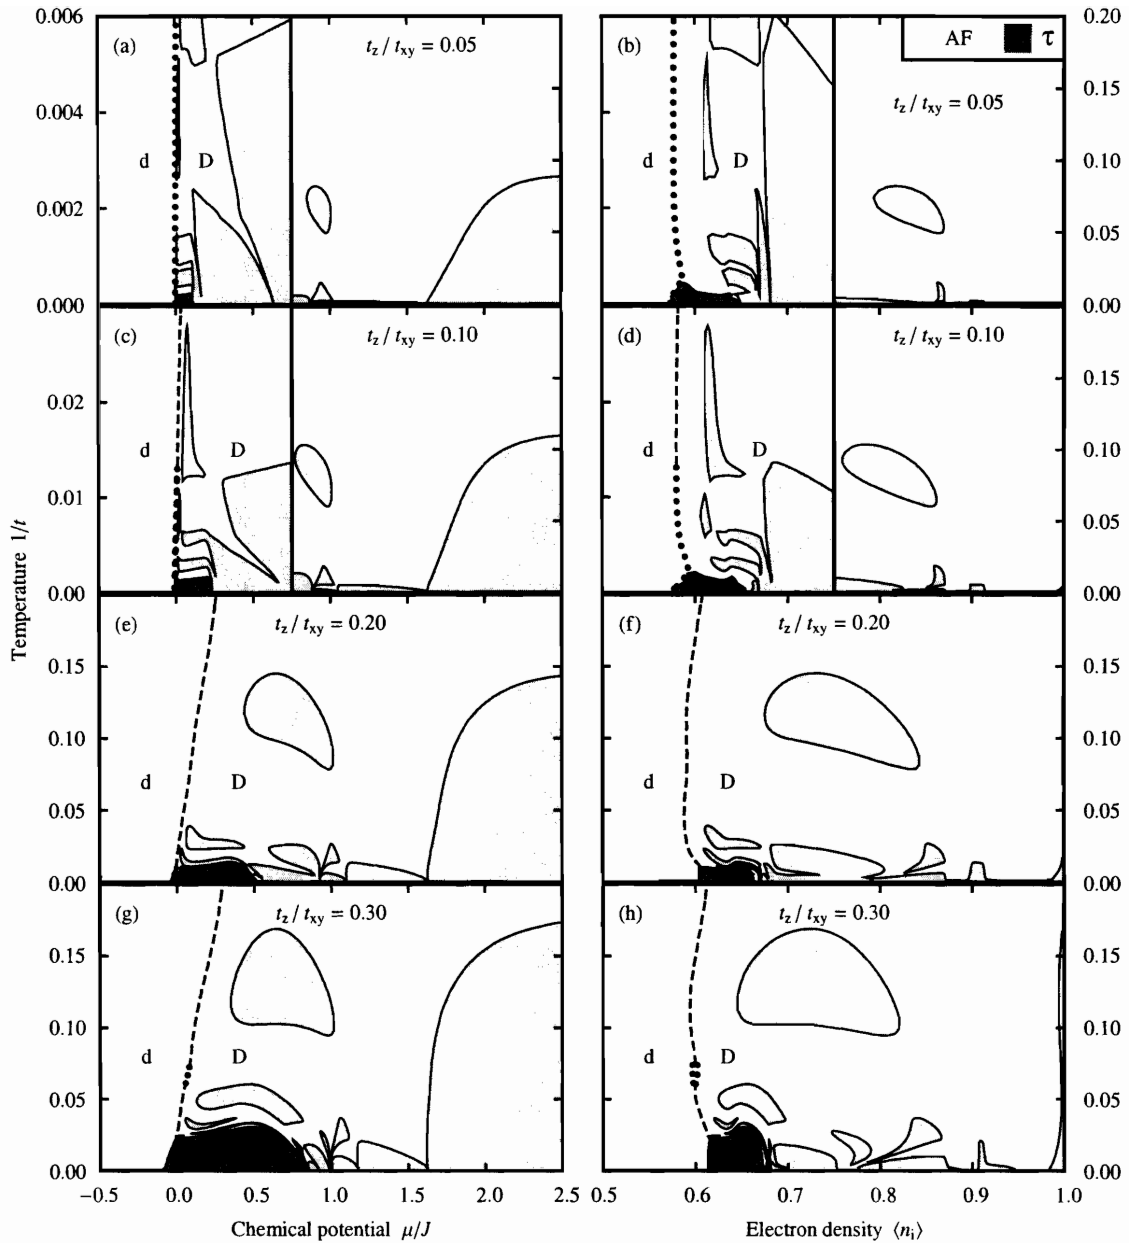 0.006
(a)
t_z / t_xy = 0.05
0.004
d
D
0.002
0.000
(b)
AF
τ
t_z / t_xy = 0.05
d
D
0.20
0.15
0.10
0.05
0.00
(c)
t_z / t_xy = 0.10
0.02
d
D
0.01
0.00
(d)
t_z / t_xy = 0.10
d
D
0.15
0.10
0.05
0.00
Temperature 1/t
(e)
t_z / t_xy = 0.20
0.15
0.10
d
D
0.05
0.00
(f)
t_z / t_xy = 0.20
d
D
0.15
0.10
0.05
0.00
(g)
t_z / t_xy = 0.30
0.15
0.10
d
D
0.05
0.00
(h)
t_z / t_xy = 0.30
d
D
0.15
0.10
0.05
0.00
−0.5 0.0 0.5 1.0 1.5 2.0 2.5
0.5 0.6 0.7 0.8 0.9 1.0
Chemical potential μ/J
Electron density ⟨n_i⟩